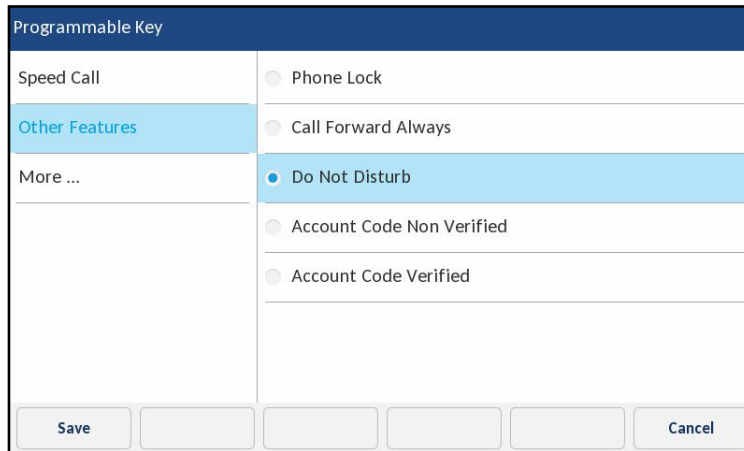 Programmable Key
Speed Call
Other Features
More ...
Phone Lock
Call Forward Always
Do Not Disturb
Account Code Non Verified
Account Code Verified
Save
Cancel